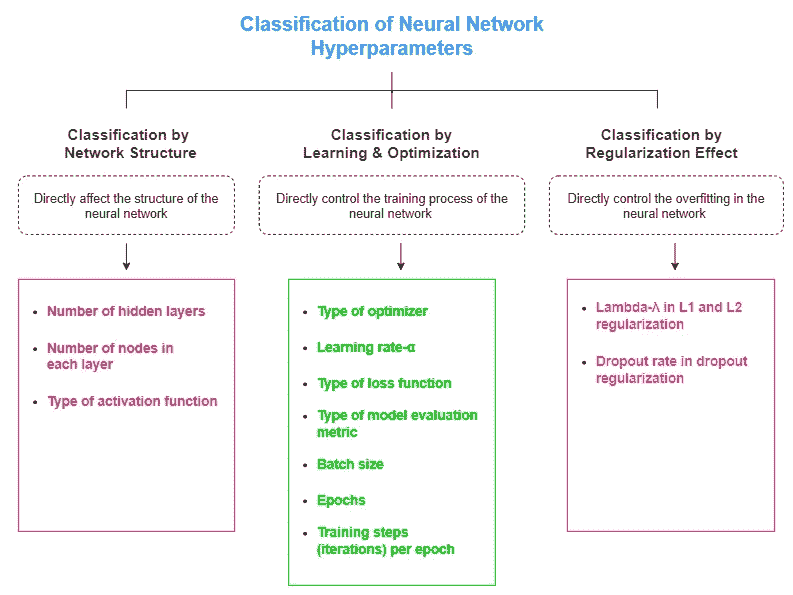 Classification of Neural Network
Hyperparameters
Classification by
Network Structure
Directly affect the structure of the
neural network
Number of hidden layers
Number of nodes in
each layer
Type of activation function
Classification by
Learning & Optimization
Directly control the training process of the
neural network
Type of optimizer
Learning rate-α
Type of loss function
Type of model evaluation
metric
Batch size
Epochs
Training steps
(iterations) per epoch
Classification by
Regularization Effect
Directly control the overfitting in the
neural network
Lambda-λ in L1 and L2
regularization
Dropout rate in dropout
regularization